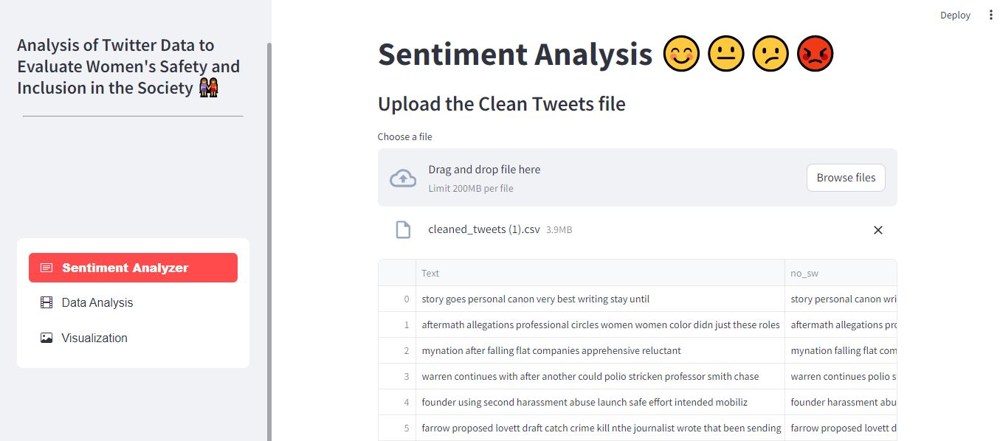 Deploy
Analysis of Twitter Data to
Evaluate Women's Safety and
Inclusion in the Society
Sentiment Analyzer
Data Analysis
Visualization
Sentiment Analysis
Upload the Clean Tweets file
Choose a file
Drag and drop file here
Limit 200MB per file
Browse files
cleaned_tweets (1).csv 3.9MB
Text no_sw
0 story goes personal canon very best writing stay until story personal canon wri
1 aftermath allegations professional circles women women color didn just these roles aftermath allegations pro
2 mynation after falling flat companies apprehensive reluctant mynation falling flat com
3 warren continues with after another could polio stricken professor smith chase warren continues polio s
4 founder using second harassment abuse launch safe effort intended mobiliz founder harassment abu
5 farrow proposed lovett draft catch crime kill nthe journalist wrote that been sending farrow proposed lovett d